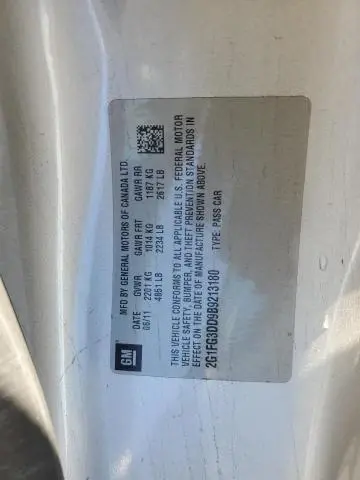 GM
MFG BY GENERAL MOTORS OF CANADA LTD.
DATE GVWR GAWR FRT GAWR RR
06/11 2201 KG 1014 KG 1187 KG
4851 LB 2234 LB 2617 LB
THIS VEHICLE CONFORMS TO ALL APPLICABLE U.S. FEDERAL MOTOR
VEHICLE SAFETY, BUMPER, AND THEFT PREVENTION STANDARDS IN
EFFECT ON THE DATE OF MANUFACTURE SHOWN ABOVE.
2G1FG3DD9B9213180 TYPE: PASS CAR